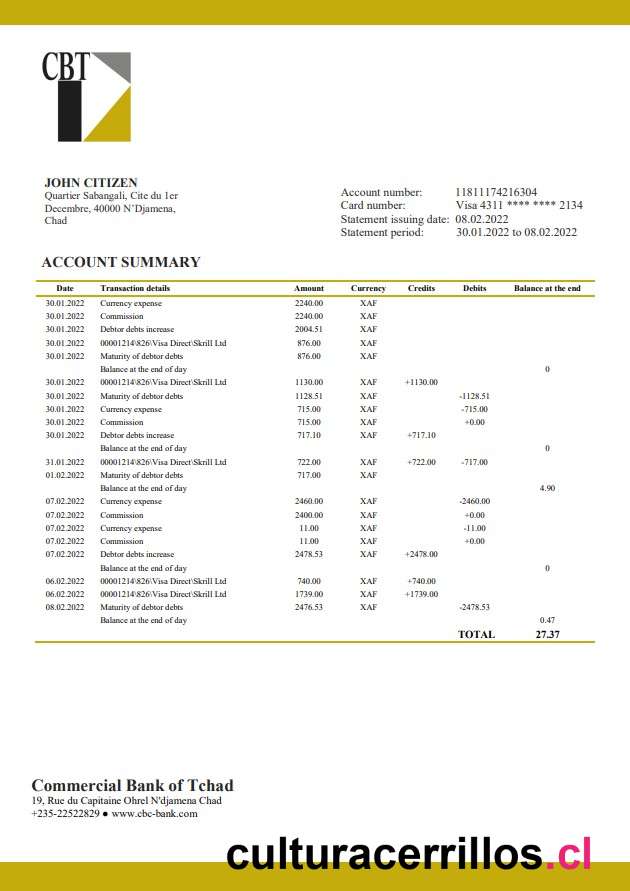 CBT
JOHN CITIZEN
Quartier Sabangali, Cite du 1er
Decembre, 40000 N'Djamena,
Chad
Account number: 11811174216304
Card number: Visa 4311 **** **** 2134
Statement issuing date: 08.02.2022
Statement period: 30.01.2022 to 08.02.2022
ACCOUNT SUMMARY
Date Transaction details Amount Currency Credits Debits Balance at the end
30.01.2022 Currency expense 2240.00 XAF
30.01.2022 Commission 2240.00 XAF
30.01.2022 Debtor debts increase 2004.51 XAF
30.01.2022 00001214\826\Visa Direct\Skrill Ltd 876.00 XAF
30.01.2022 Maturity of debtor debts 876.00 XAF
Balance at the end of day 0
30.01.2022 00001214\826\Visa Direct\Skrill Ltd 1130.00 XAF +1130.00
30.01.2022 Maturity of debtor debts 1128.51 XAF -1128.51
30.01.2022 Currency expense 715.00 XAF -715.00
30.01.2022 Commission 715.00 XAF +0.00
30.01.2022 Debtor debts increase 717.10 XAF +717.10
Balance at the end of day 0
31.01.2022 00001214\826\Visa Direct\Skrill Ltd 722.00 XAF +722.00 -717.00
01.02.2022 Maturity of debtor debts 717.00 XAF
Balance at the end of day 4.90
07.02.2022 Currency expense 2460.00 XAF -2460.00
07.02.2022 Commission 2400.00 XAF +0.00
07.02.2022 Currency expense 11.00 XAF -11.00
07.02.2022 Commission 11.00 XAF +0.00
07.02.2022 Debtor debts increase 2478.53 XAF +2478.00
Balance at the end of day 0
06.02.2022 00001214\826\Visa Direct\Skrill Ltd 740.00 XAF +740.00
06.02.2022 00001214\826\Visa Direct\Skrill Ltd 1739.00 XAF +1739.00
08.02.2022 Maturity of debtor debts 2476.53 XAF -2478.53
Balance at the end of day 0.47
TOTAL 27.37
Commercial Bank of Tchad
19, Rue du Capitaine Ohrel N'djamena Chad
+235-22522829 ● www.cbc-bank.com
culturacerrillos.cl